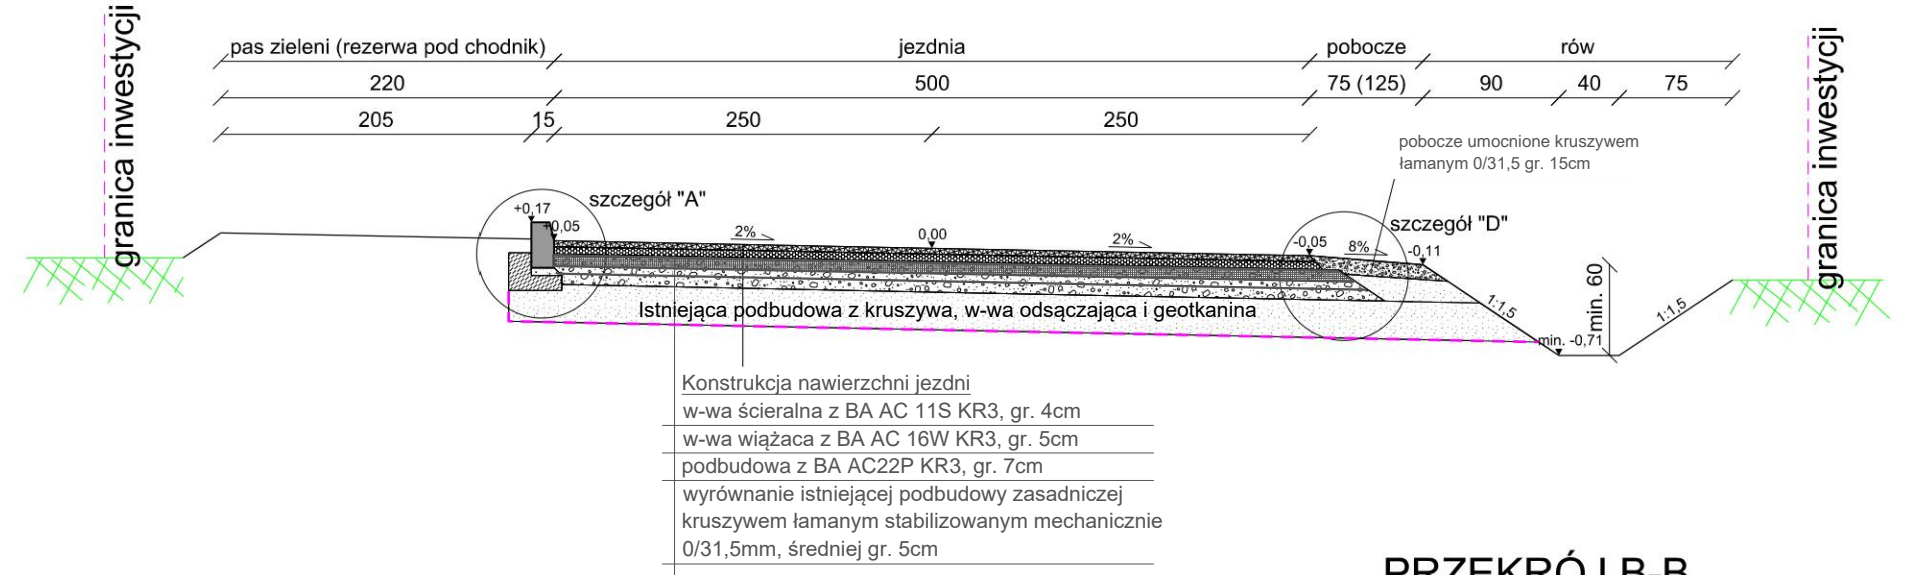 granica inwestycji
pas zieleni (rezerwa pod chodnik)
jezdnia
pobocze
rów
granica inwestycji
220
500
75 (125)
90
40
75
205
15
250
250
pobocze umocnione kruszywem
łamanym 0/31,5 gr. 15cm
szczegół "A"
+0,17
+0,05
2%
0,00
2%
-0,05
8%
szczegół "D"
-0,11
min. 60
1:1,5
1:1,5
Istniejąca podbudowa z kruszywa, w-wa odsączająca i geotkanina
min. -0,71
Konstrukcja nawierzchni jezdni
w-wa ścieralna z BA AC 11S KR3, gr. 4cm
w-wa wiążaca z BA AC 16W KR3, gr. 5cm
podbudowa z BA AC22P KR3, gr. 7cm
wyrównanie istniejącej podbudowy zasadniczej
kruszywem łamanym stabilizowanym mechanicznie
0/31,5mm, średniej gr. 5cm
PRZEKRÓJ B-B